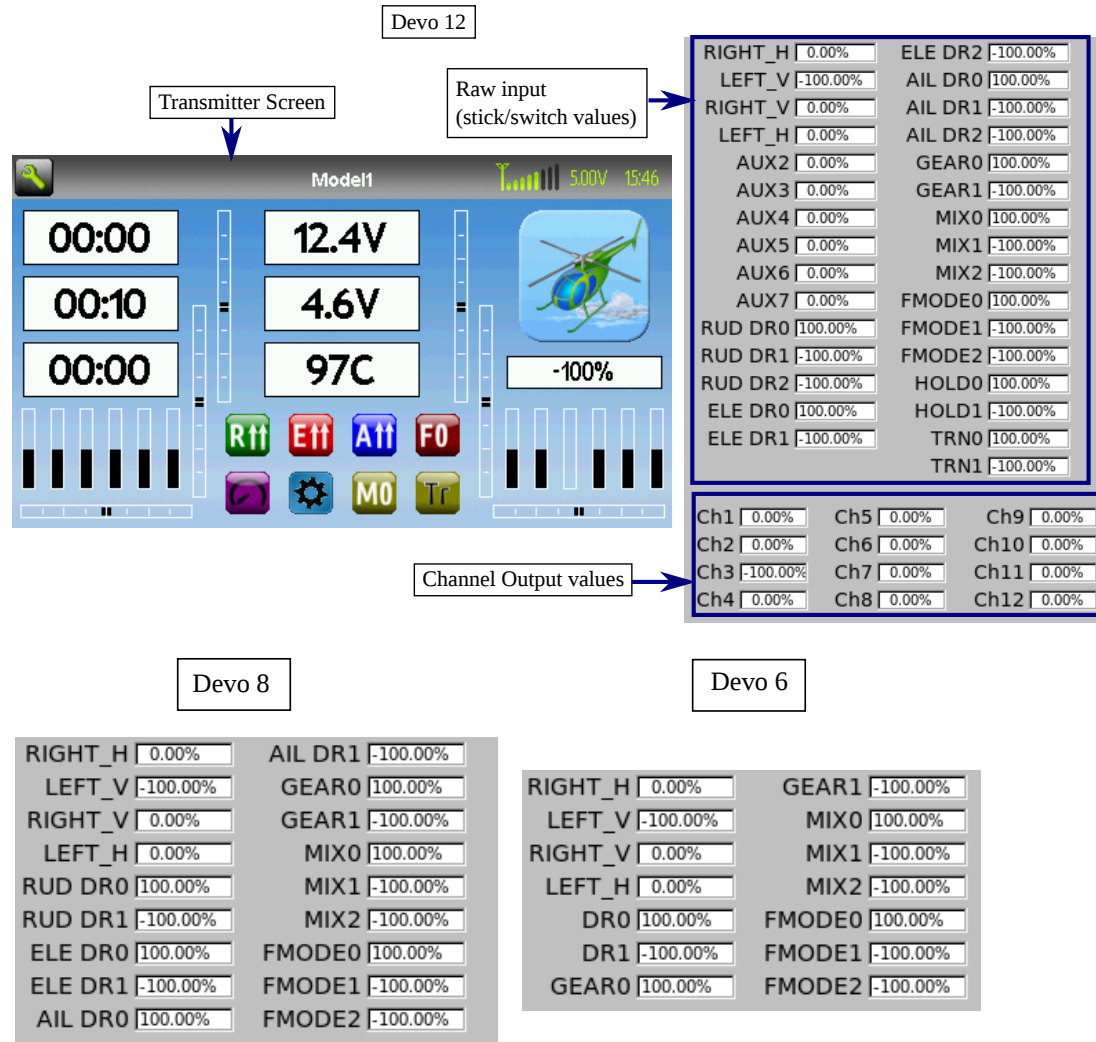 Devo 12
Transmitter Screen
Raw input
(stick/switch values)
Model1 5.00V 15:46
00:00 12.4V
00:10 4.6V
00:00 97C
-100%
R E A F0
M0 Tr
RIGHT_H 0.00% ELE DR2 -100.00%
LEFT_V -100.00% AIL DR0 100.00%
RIGHT_V 0.00% AIL DR1 -100.00%
LEFT_H 0.00% AIL DR2 -100.00%
AUX2 0.00% GEAR0 100.00%
AUX3 0.00% GEAR1 -100.00%
AUX4 0.00% MIX0 100.00%
AUX5 0.00% MIX1 -100.00%
AUX6 0.00% MIX2 -100.00%
AUX7 0.00% FMODE0 100.00%
RUD DR0 100.00% FMODE1 -100.00%
RUD DR1 -100.00% FMODE2 -100.00%
RUD DR2 -100.00% HOLD0 100.00%
ELE DR0 100.00% HOLD1 -100.00%
ELE DR1 -100.00% TRN0 100.00%
TRN1 -100.00%
Channel Output values
Ch1 0.00% Ch5 0.00% Ch9 0.00%
Ch2 0.00% Ch6 0.00% Ch10 0.00%
Ch3 -100.00% Ch7 0.00% Ch11 0.00%
Ch4 0.00% Ch8 0.00% Ch12 0.00%
Devo 8
RIGHT_H 0.00% AIL DR1 -100.00%
LEFT_V -100.00% GEAR0 100.00%
RIGHT_V 0.00% GEAR1 -100.00%
LEFT_H 0.00% MIX0 100.00%
RUD DR0 100.00% MIX1 -100.00%
RUD DR1 -100.00% MIX2 -100.00%
ELE DR0 100.00% FMODE0 100.00%
ELE DR1 -100.00% FMODE1 -100.00%
AIL DR0 100.00% FMODE2 -100.00%
Devo 6
RIGHT_H 0.00% GEAR1 -100.00%
LEFT_V -100.00% MIX0 100.00%
RIGHT_V 0.00% MIX1 -100.00%
LEFT_H 0.00% MIX2 -100.00%
DR0 100.00% FMODE0 100.00%
DR1 -100.00% FMODE1 -100.00%
GEAR0 100.00% FMODE2 -100.00%